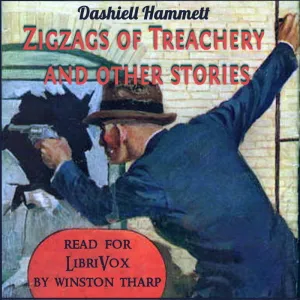 Dashiell Hammett
Zigzags of Treachery
and other stories
read for
LibriVox
by Winston Tharp